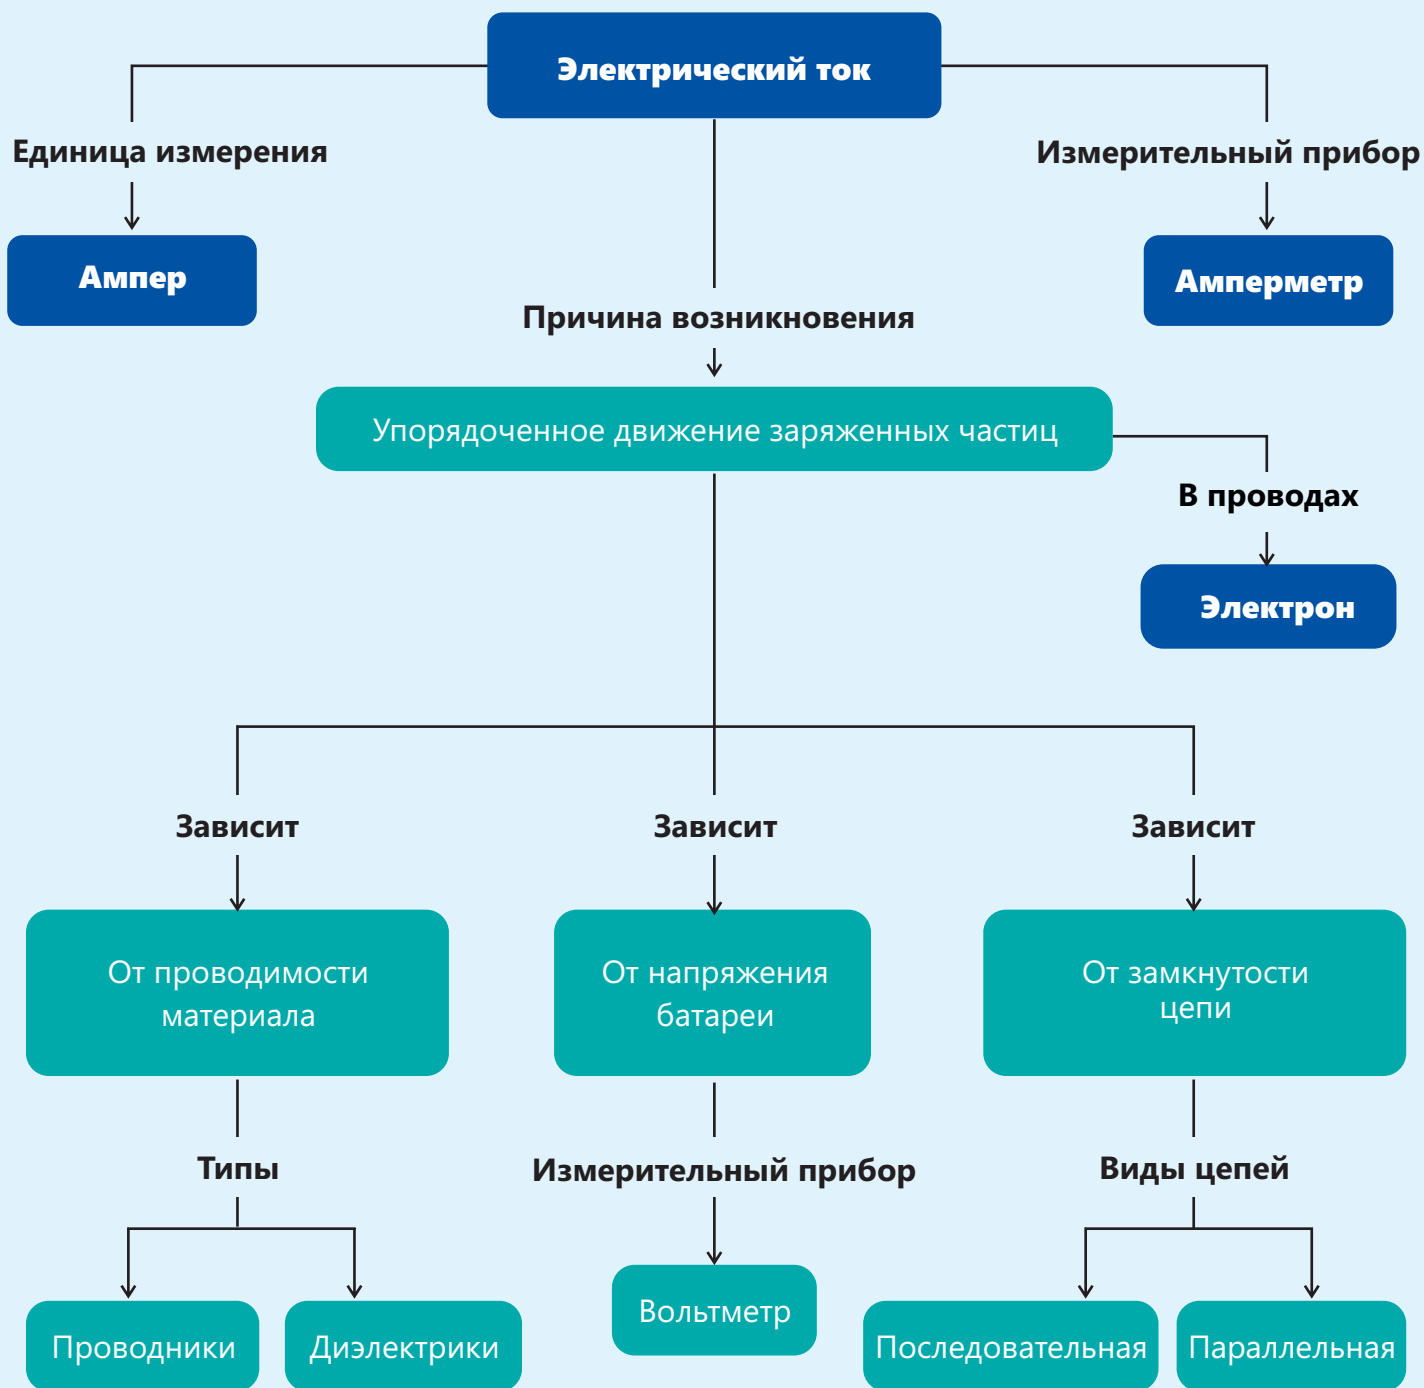 Электрический ток
Единица измерения
Измерительный прибор
Ампер
Амперметр
Причина возникновения
Упорядоченное движение заряженных частиц
В проводах
Электрон
Зависит
Зависит
Зависит
От проводимости
материала
От напряжения
батареи
От замкнутости
цепи
Типы
Измерительный прибор
Виды цепей
Проводники
Диэлектрики
Вольтметр
Последовательная
Параллельная